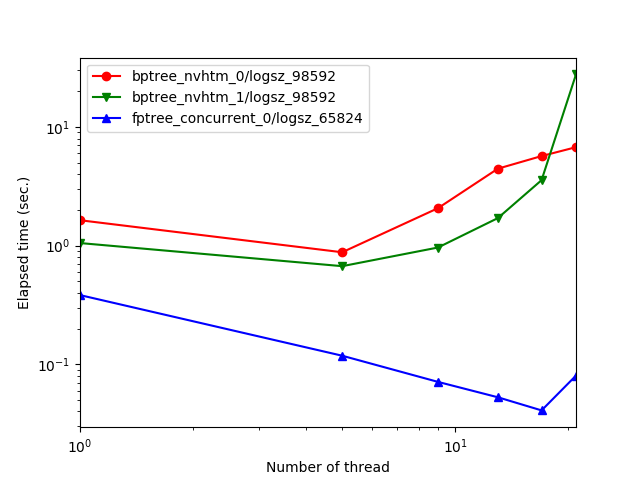 bptree_nvhtm_0/logsz_98592
bptree_nvhtm_1/logsz_98592
fptree_concurrent_0/logsz_65824
Elapsed time (sec.)
10¹
10⁰
10⁻¹
10⁰ 10¹
Number of thread